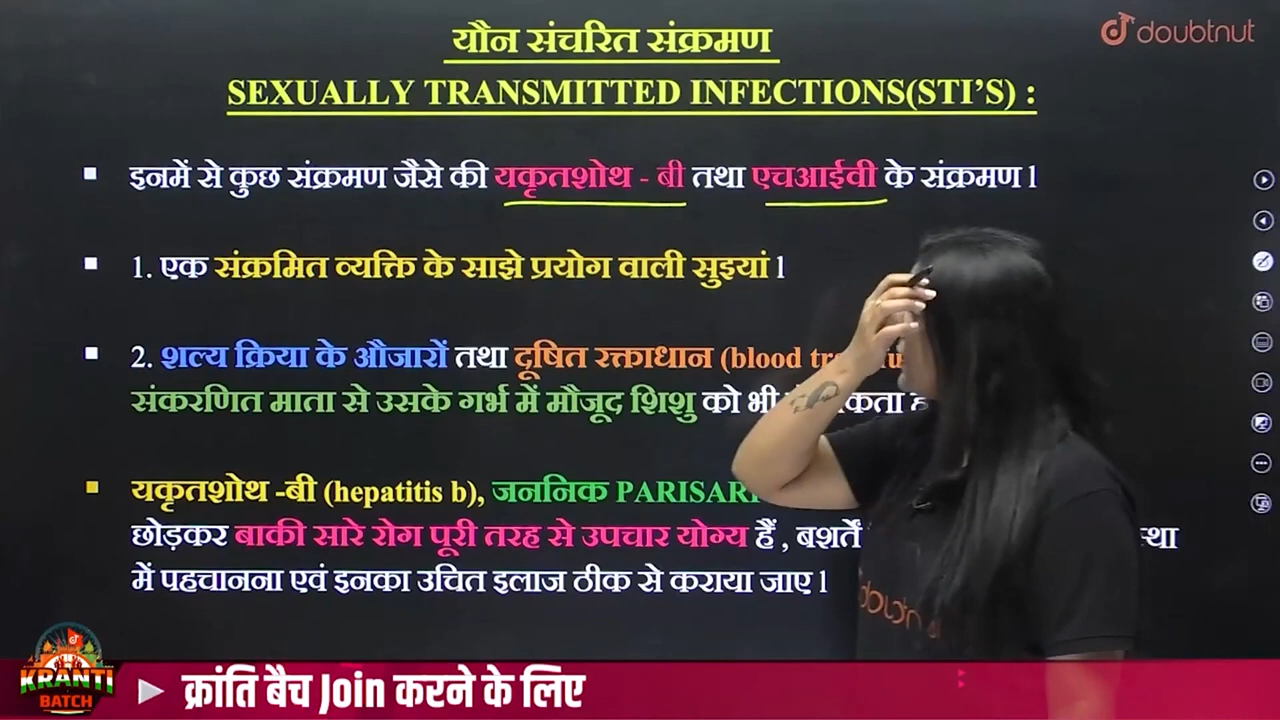 यौन संचरित संक्रमण
doubtnut
SEXUALLY TRANSMITTED INFECTIONS(STI'S) :
इनमें से कुछ संक्रमण जैसे की यकृतशोथ - बी तथा एचआईवी के संक्रमण l
1. एक संक्रमित व्यक्ति के साझे प्रयोग वाली सुइयां l
2. शल्य क्रिया के औजारों तथा दूषित रक्ताधान (blood
संकरणित माता से उसके गर्भ में मौजूद शिशु को भी
यकृतशोथ -बी (hepatitis b), जननिक
छोड़कर बाकी सारे रोग पूरी तरह से उपचार योग्य हैं , बशर्ते
में पहचानना एवं इनका उचित इलाज ठीक से कराया जाए l
KRANTI
BATCH
क्रांति बैच Join करने के लिए